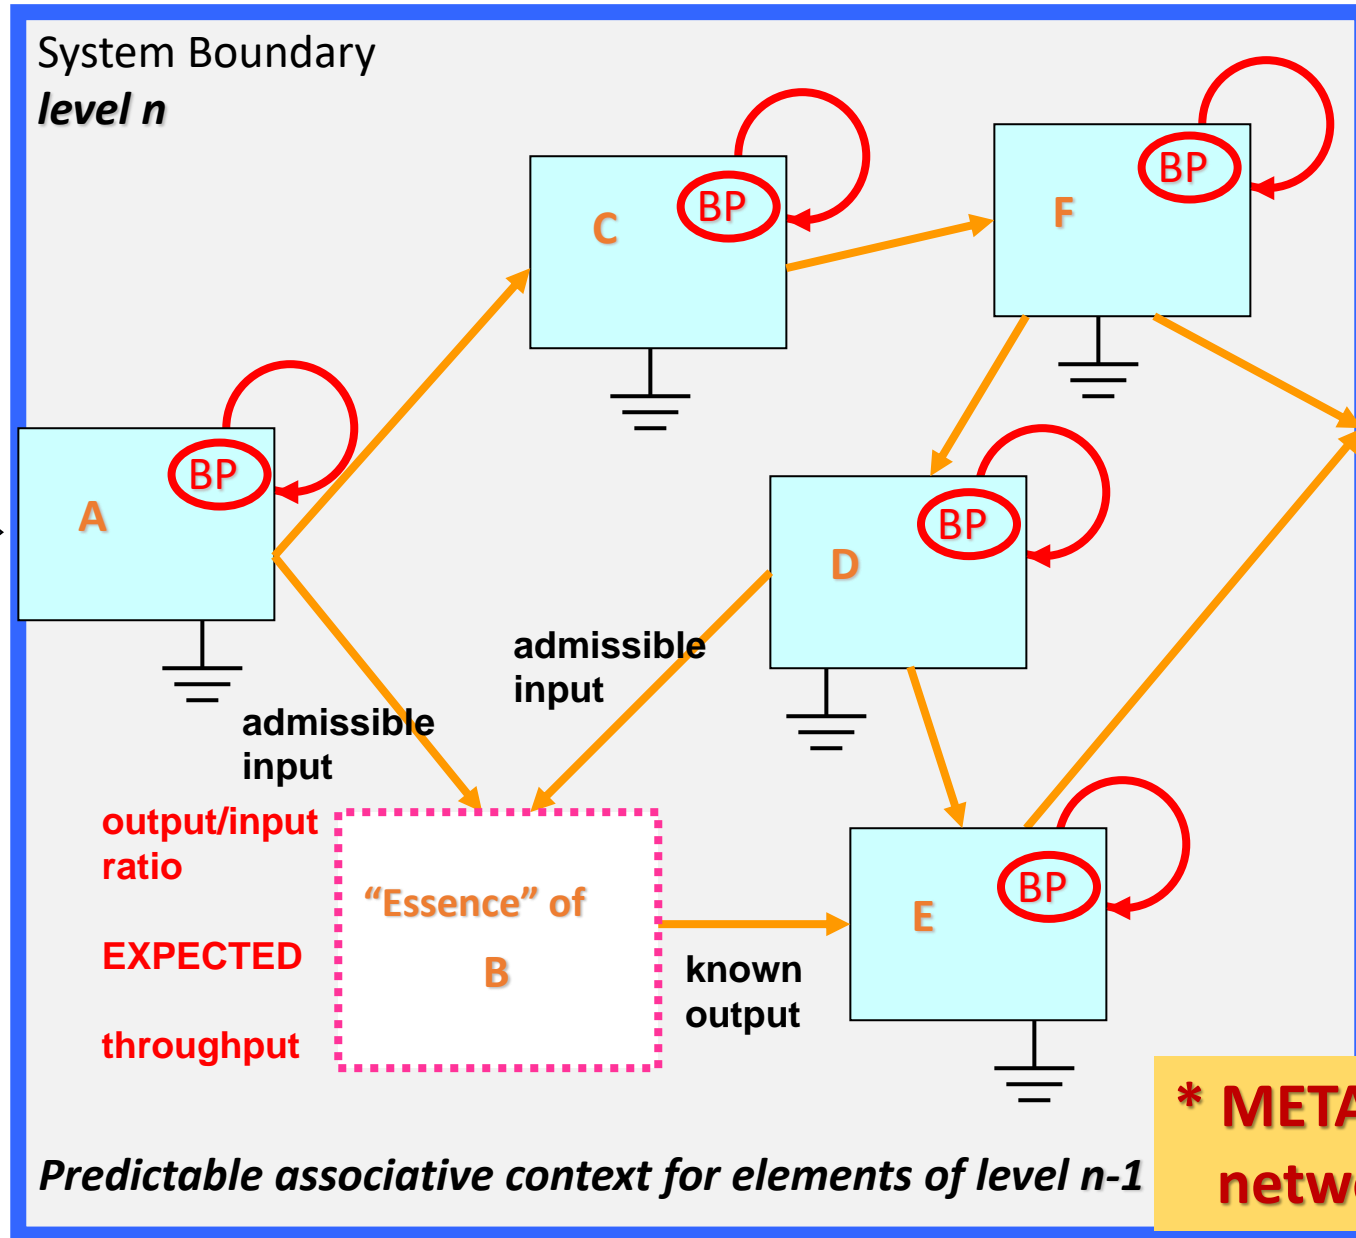 System Boundary
level n
BP
F
BP
C
BP
A
BP
D
admissible
input
admissible
input
output/input
ratio
EXPECTED
throughput
“Essence” of
B
known
output
BP
E
Predictable associative context for elements of level n-1
*